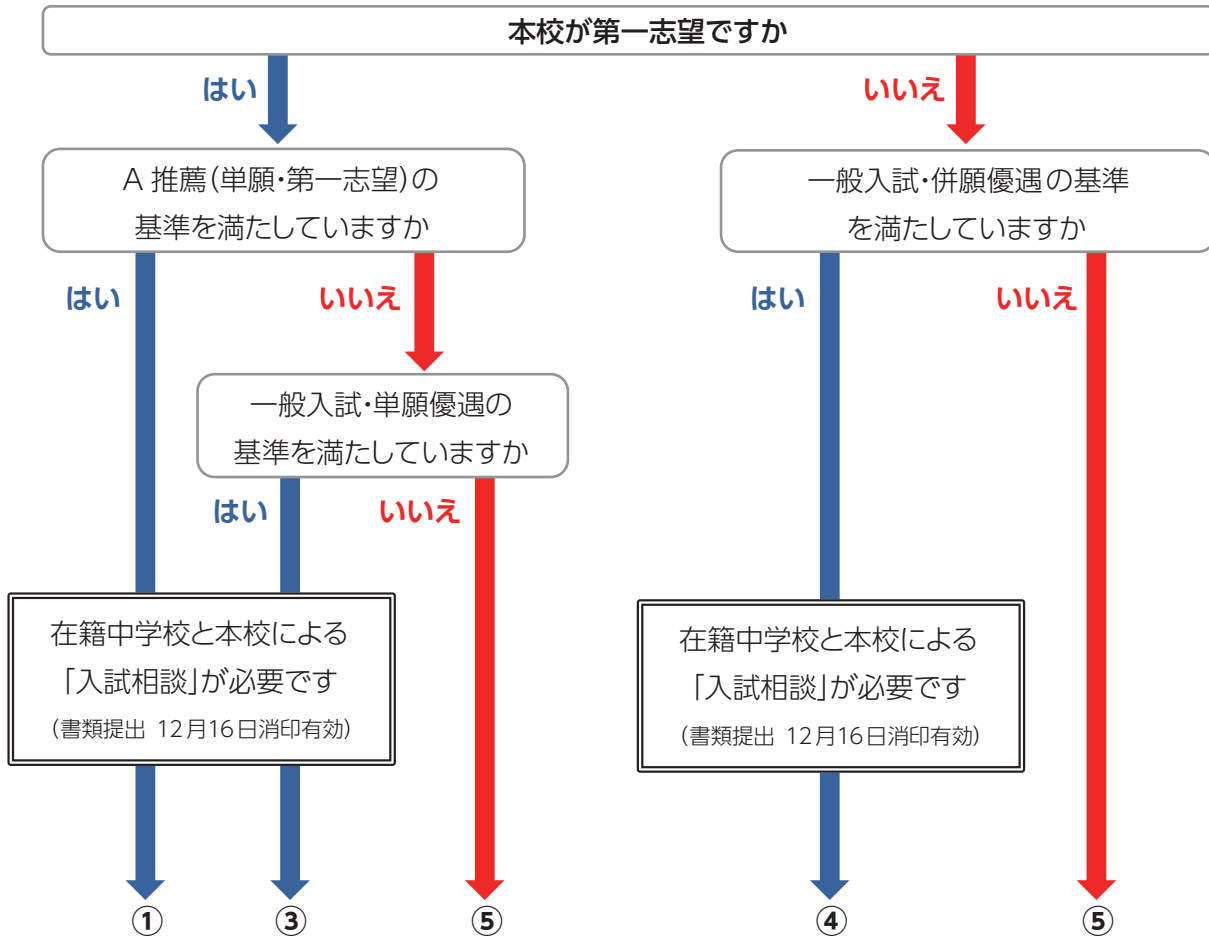 本校が第一志望ですか
はい
いいえ
A 推薦(単願・第一志望)の
基準を満たしていますか
一般入試・併願優遇の基準
を満たしていますか
はい
いいえ
はい
いいえ
一般入試・単願優遇の
基準を満たしていますか
はい
いいえ
在籍中学校と本校による
「入試相談」が必要です
(書類提出 12月16日消印有効)
在籍中学校と本校による
「入試相談」が必要です
(書類提出 12月16日消印有効)
①
③
⑤
④
⑤